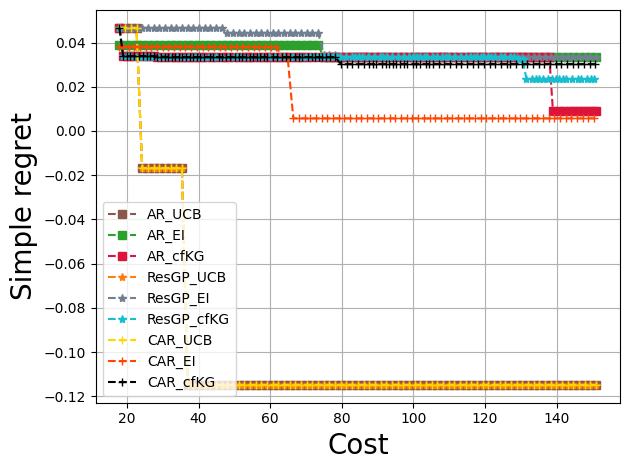 Simple regret
0.04
0.02
0.00
−0.02
−0.04
−0.06
−0.08
−0.10
−0.12
AR_UCB
AR_EI
AR_cfKG
ResGP_UCB
ResGP_EI
ResGP_cfKG
CAR_UCB
CAR_EI
CAR_cfKG
20 40 60 80 100 120 140
Cost